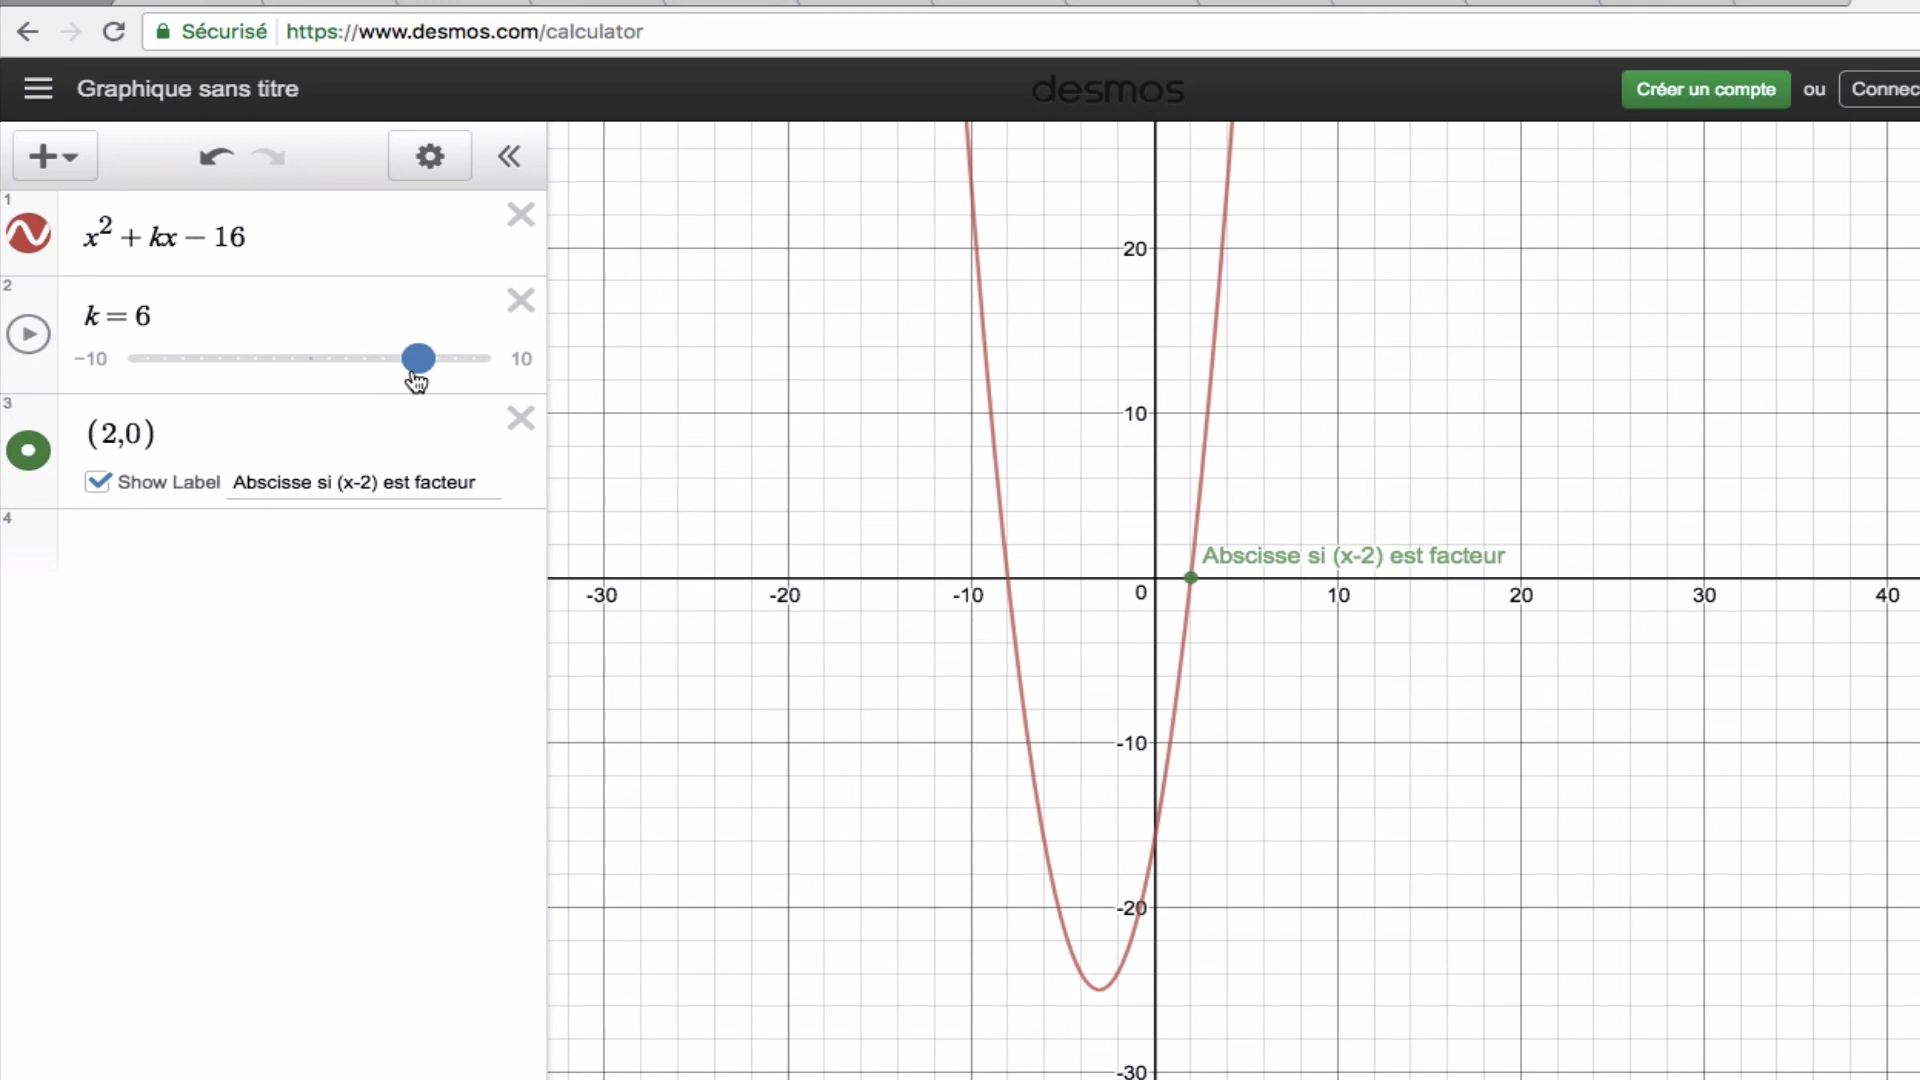 Sécurisé https://www.desmos.com/calculator
Graphique sans titre
desmos
Créer un compte ou Connec
1
x² + kx − 16
2
k = 6
−10 10
3
(2,0)
Show Label Abscisse si (x-2) est facteur
4
20
10
Abscisse si (x-2) est facteur
-30 -20 -10 0 10 20 30 40
-10
-20
-30